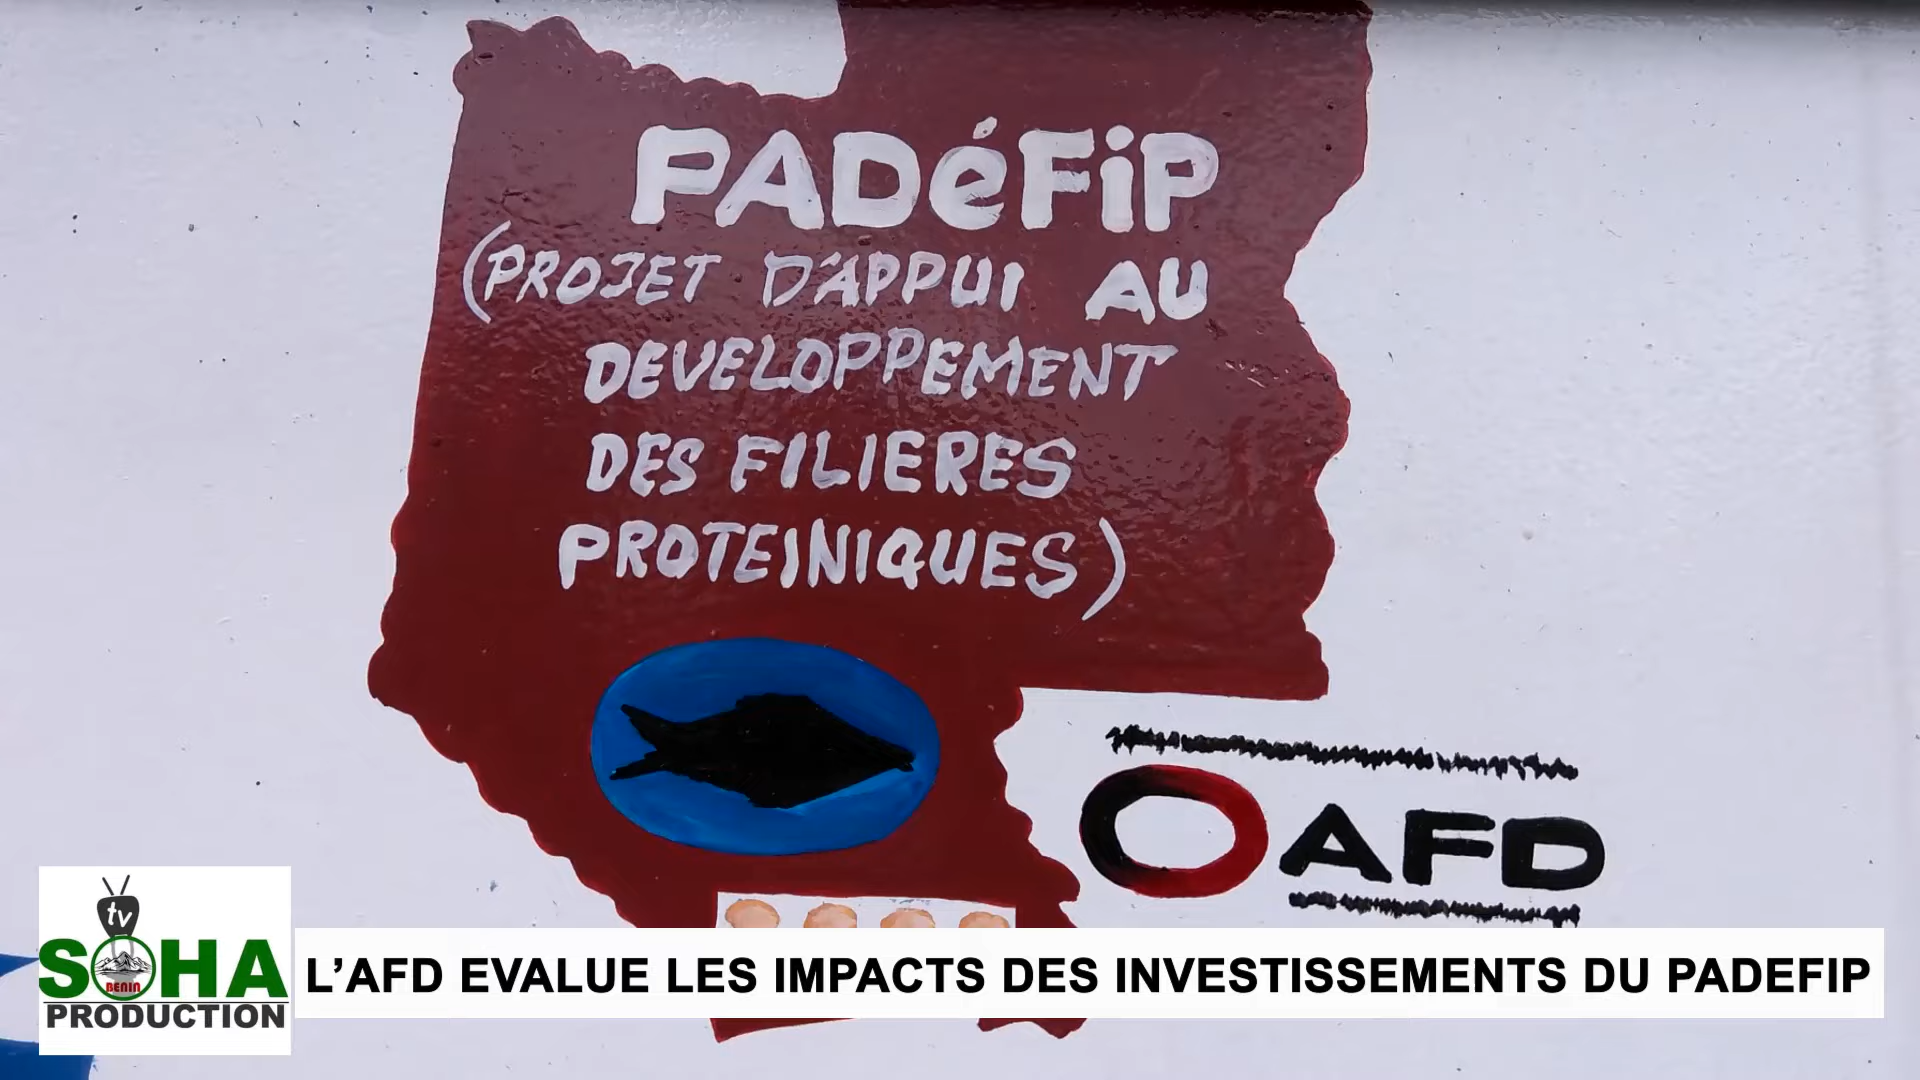 PADéFiP
(PROJET D'APPUI AU
DEVELOPPEMENT
DES FILIERES
PROTEINIQUES)
AFD
tv
SOHA
BENIN
PRODUCTION
L'AFD EVALUE LES IMPACTS DES INVESTISSEMENTS DU PADEFIP